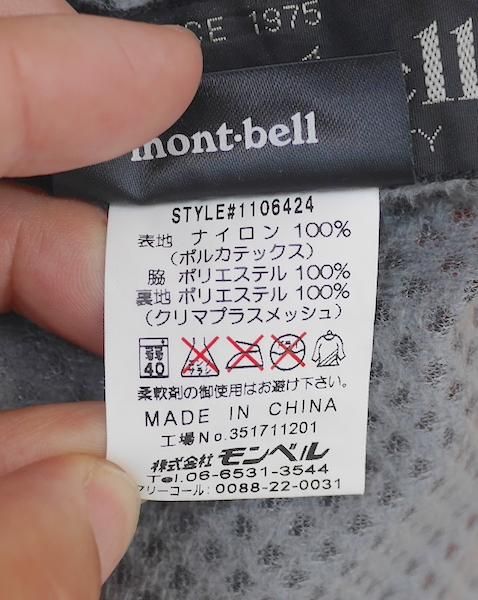 CE 1975
ll
TY
mont-bell
STYLE#1106424
表地 ナイロン 100%
(ポルカテックス)
脇 ポリエステル 100%
裏地 ポリエステル 100%
(クリマプラスメッシュ)
弱
40
柔軟剤の御使用はお避け下さい。
MADE IN CHINA
工場No.351711201
株式会社 モンベル
Tel.06-6531-3544
フリーコール: 0088-22-0031